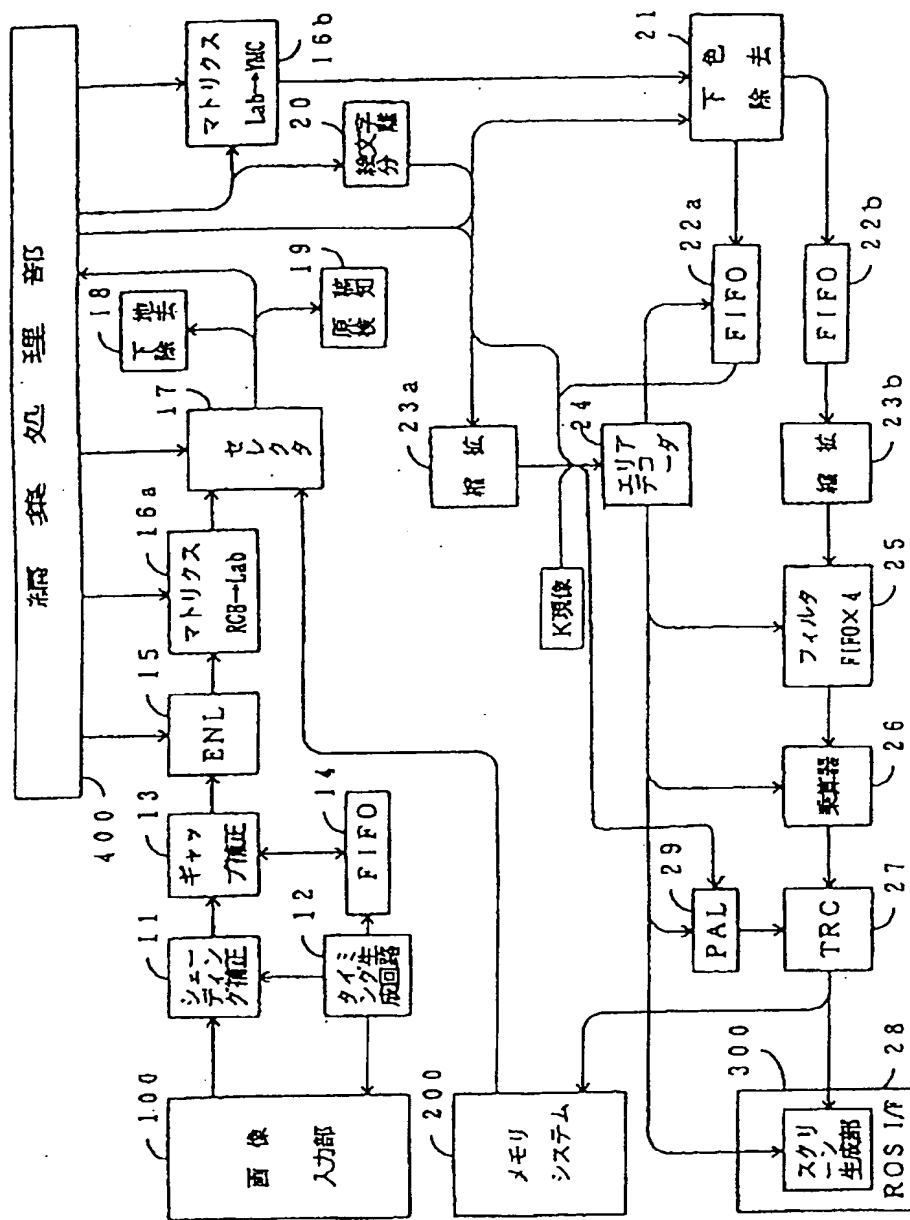 編集処理部
400
画像
入力部
100
シェー
ディン
グ補正
11
タイミ
ング生
成回路
12
ギャッ
プ補正
13
FIFO
14
ENL
15
マトリクス
RGB→Lab
16a
セレ
クタ
17
下地
除去
18
原稿
検知
19
マトリクス
Lab→YMC
16b
絵文字
分離
20
下色
除去
21
FIFO
22a
FIFO
22b
縮拡
23a
縮拡
23b
エリア
デコ
ータ
24
K現像
フィルタ
FIFO×4
25
乗算器
26
TRC
27
PAL
29
メモリ
システム
200
スクリ
ーン
生成部
ROS I/F
300
28